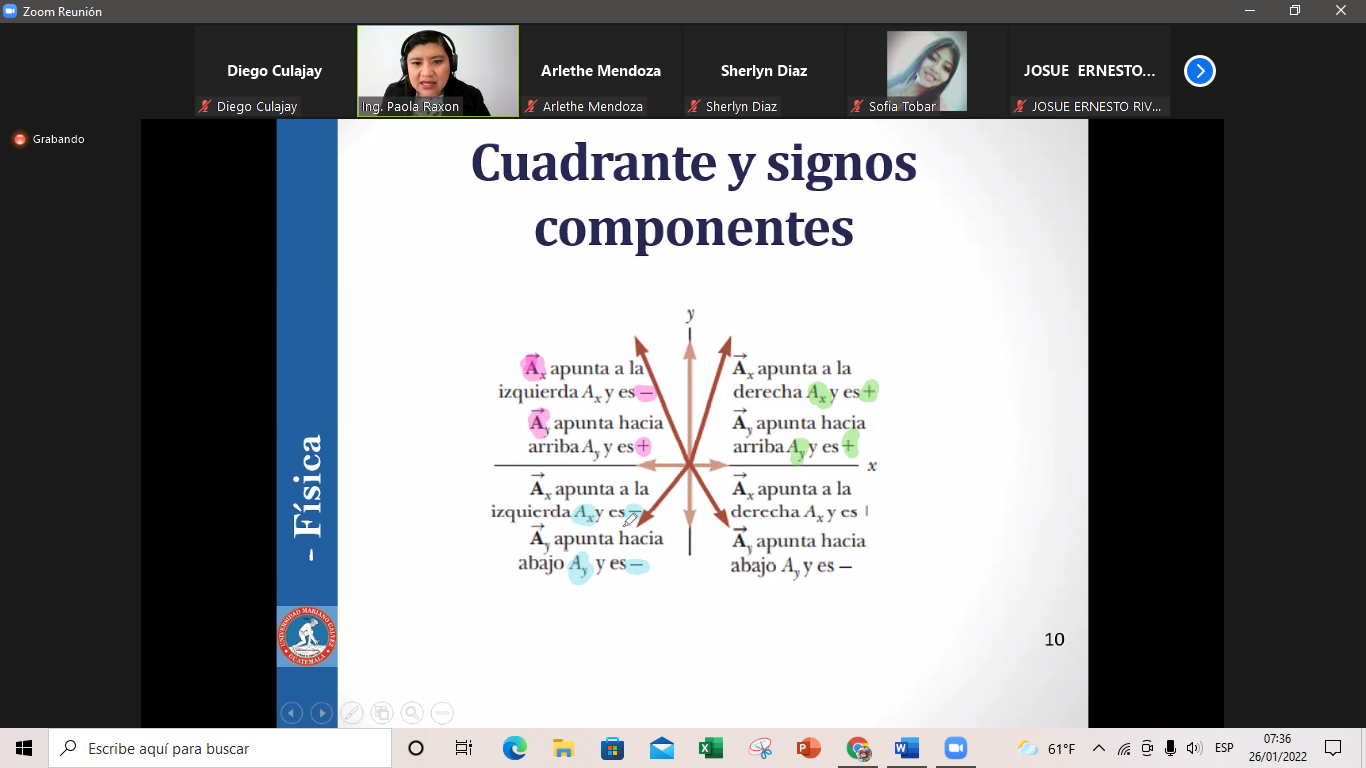 Zoom Reunión
Diego Culajay
Arlethe Mendoza
Sherlyn Diaz
JOSUE ERNESTO...
Diego Culajay
Ing. Paola Raxon
Arlethe Mendoza
Sherlyn Diaz
Sofia Tobar
JOSUE ERNESTO RIV...
Grabando
Cuadrante y signos
componentes
y
A⃗x apunta a la
izquierda Ax y es −
A⃗y apunta hacia
arriba Ay y es +
A⃗x apunta a la
derecha Ax y es +
A⃗y apunta hacia
arriba Ay y es +
x
A⃗x apunta a la
izquierda Ax y es −
A⃗y apunta hacia
abajo Ay y es −
A⃗x apunta a la
derecha Ax y es
A⃗y apunta hacia
abajo Ay y es −
- Física
UNIVERSIDAD MARIANO GALVEZ
GUATEMALA
10
Escribe aquí para buscar
61°F
ESP
07:36
26/01/2022